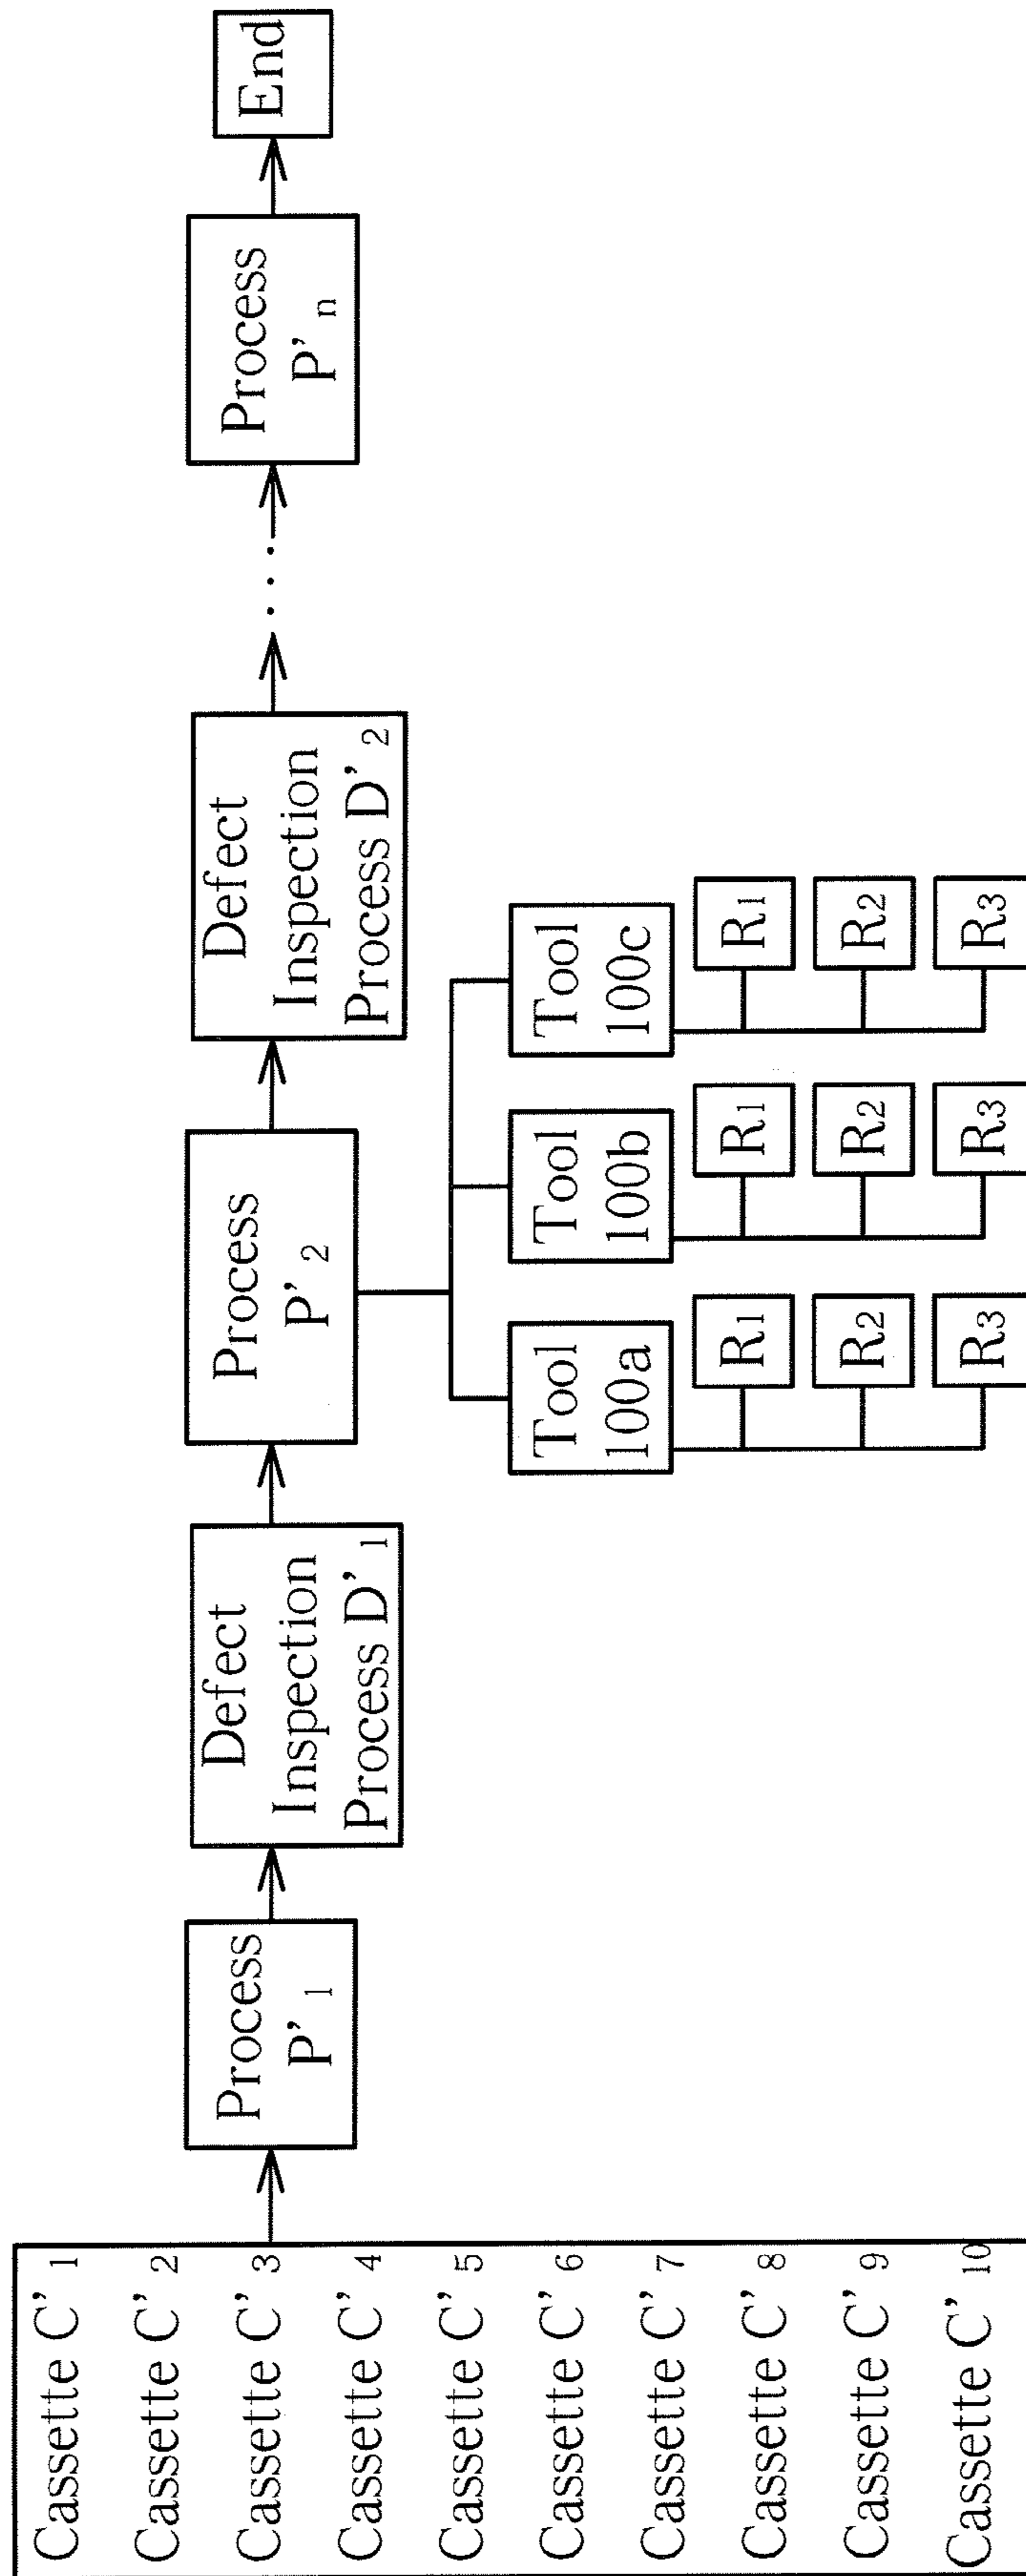 Cassette C' 1
Cassette C' 2
Cassette C' 3
Cassette C' 4
Cassette C' 5
Cassette C' 6
Cassette C' 7
Cassette C' 8
Cassette C' 9
Cassette C' 10
Process
P' 1
Defect
Inspection
Process D' 1
Process
P' 2
Tool
100a
R1
R2
R3
Tool
100b
R1
R2
R3
Tool
100c
R1
R2
R3
Defect
Inspection
Process D' 2
. . .
Process
P' n
End